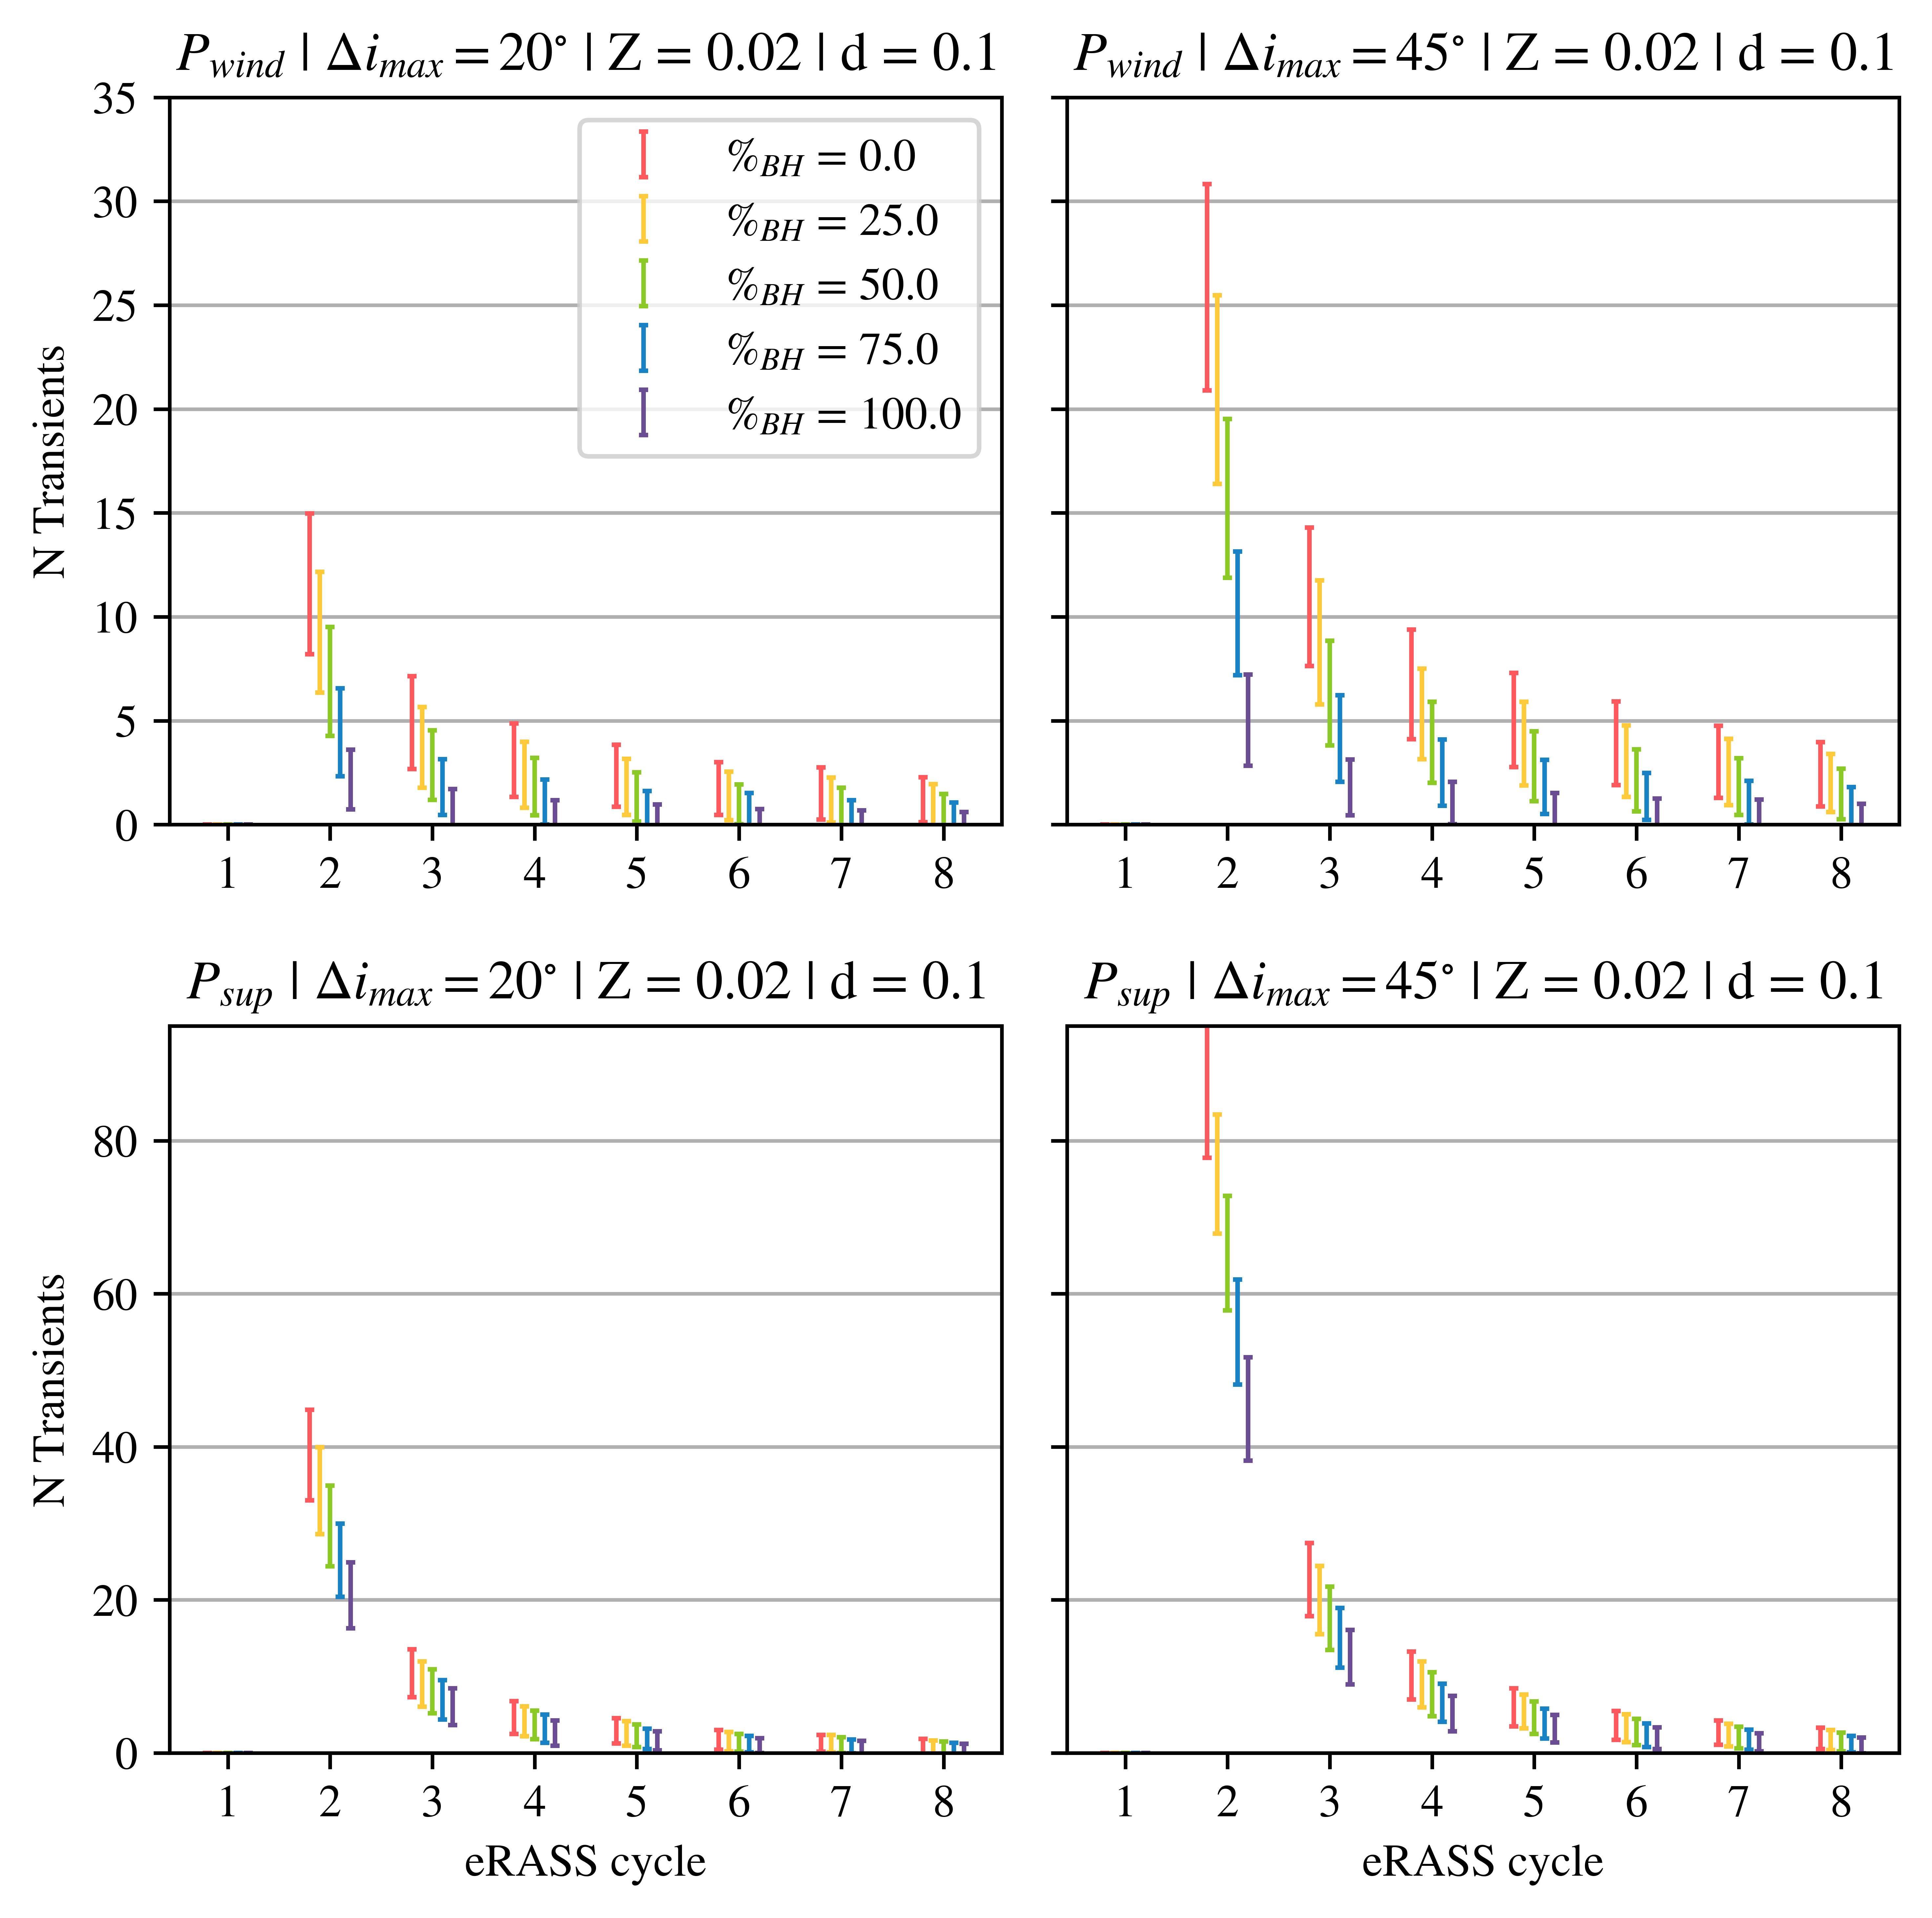 P_wind | Δi_max = 20° | Z = 0.02 | d = 0.1
P_wind | Δi_max = 45° | Z = 0.02 | d = 0.1
35
30
25
20
15
10
5
0
N Transients
%_BH = 0.0
%_BH = 25.0
%_BH = 50.0
%_BH = 75.0
%_BH = 100.0
1 2 3 4 5 6 7 8
1 2 3 4 5 6 7 8
P_sup | Δi_max = 20° | Z = 0.02 | d = 0.1
P_sup | Δi_max = 45° | Z = 0.02 | d = 0.1
80
60
40
20
0
N Transients
1 2 3 4 5 6 7 8
1 2 3 4 5 6 7 8
eRASS cycle
eRASS cycle